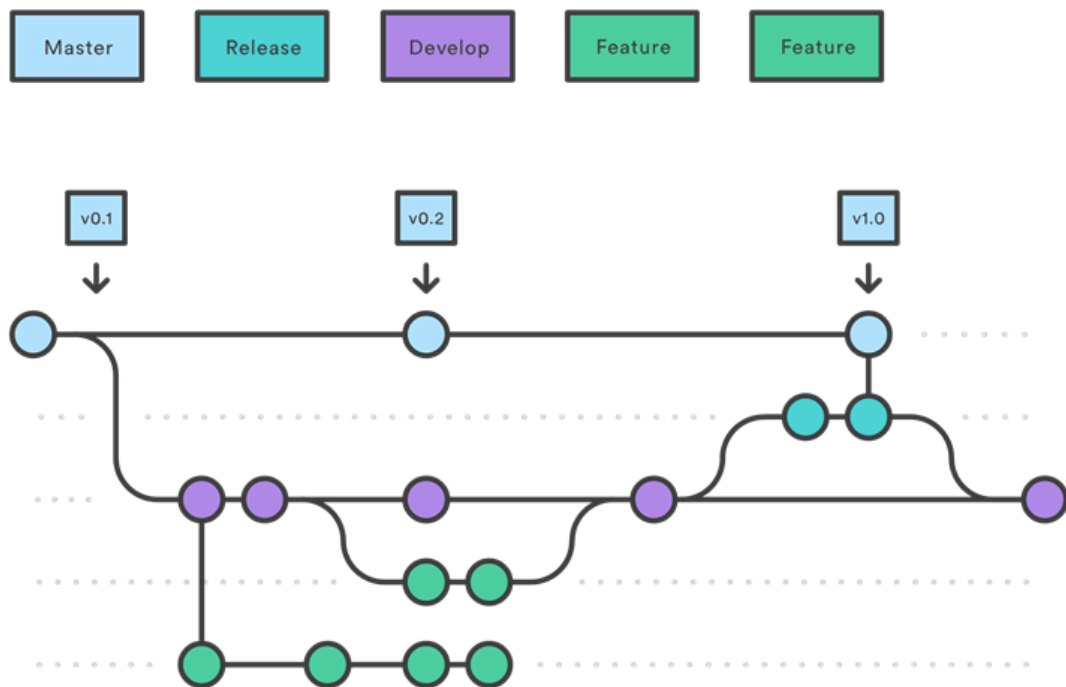 Master
Release
Develop
Feature
Feature
v0.1
v0.2
v1.0